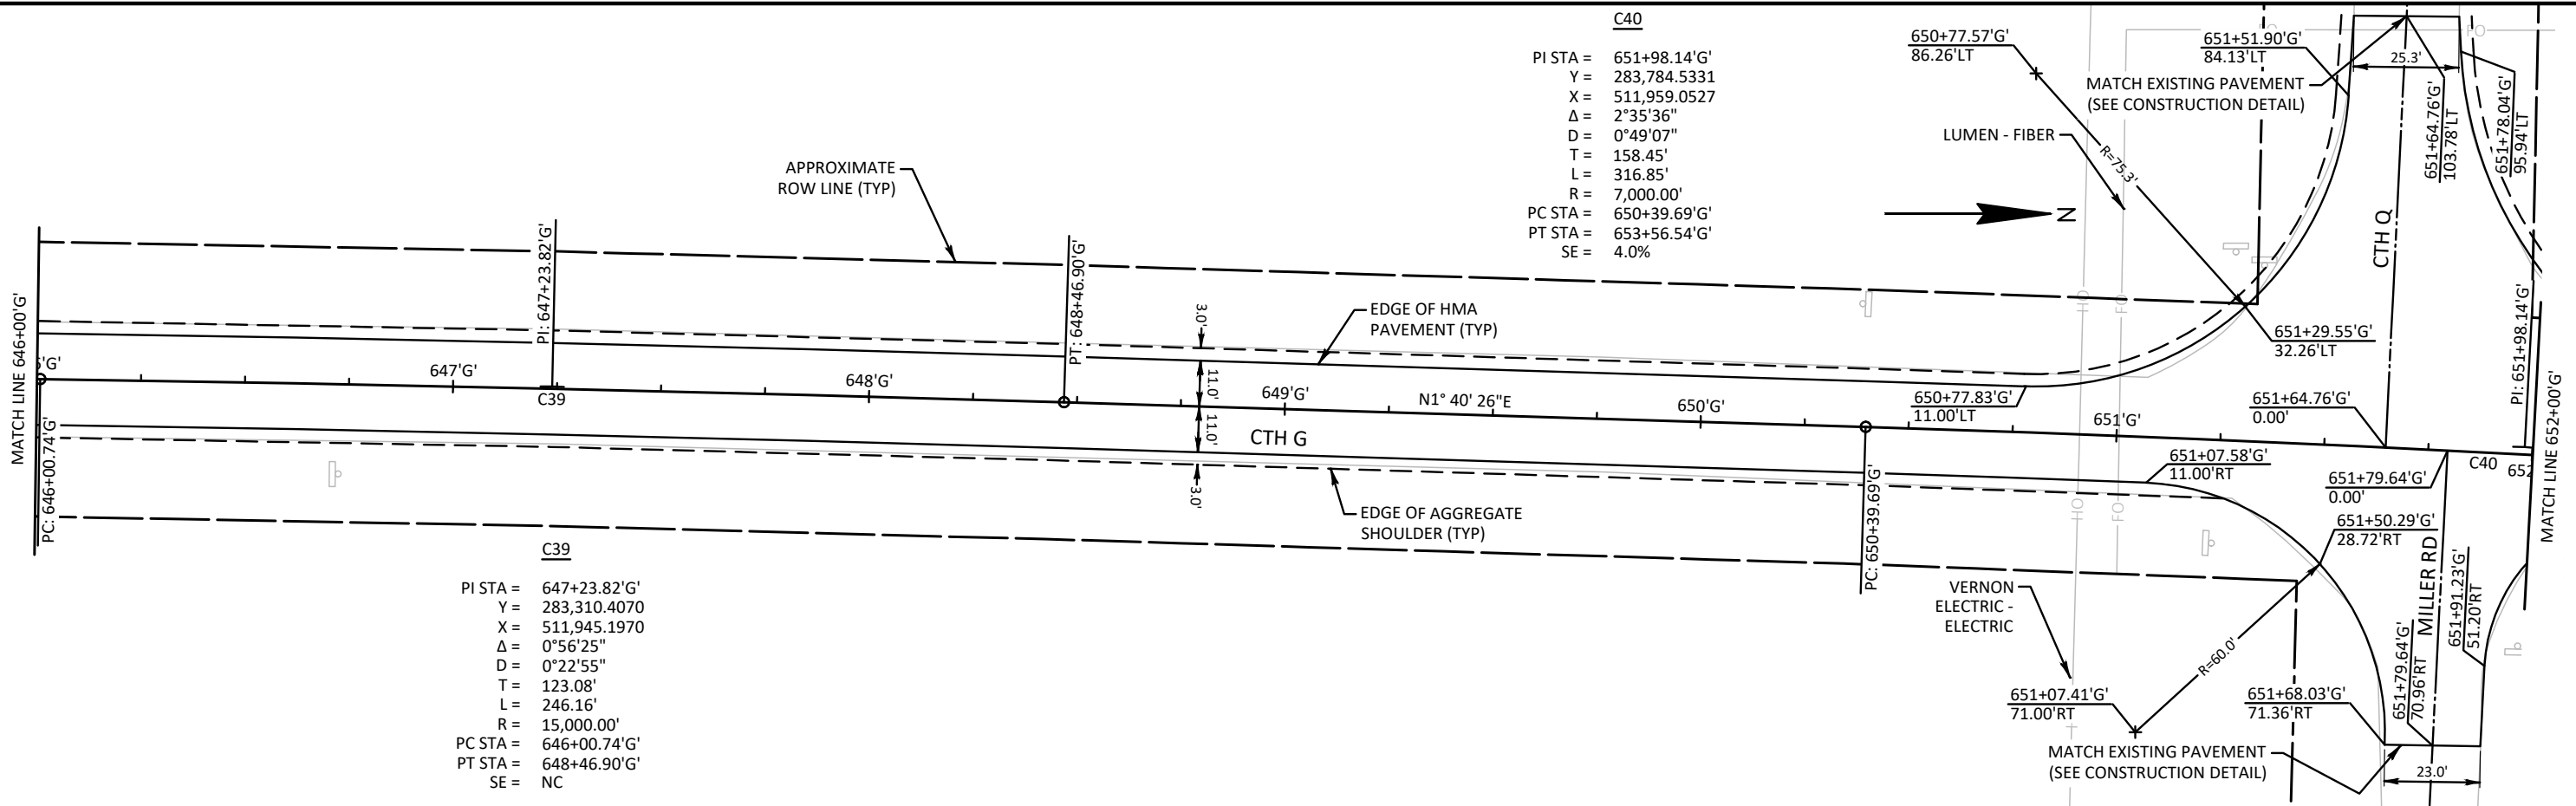 C40
PI STA = 651+98.14'G'
Y = 283,784.5331
X = 511,959.0527
Δ = 2°35'36"
D = 0°49'07"
T = 158.45'
L = 316.85'
R = 7,000.00'
PC STA = 650+39.69'G'
PT STA = 653+56.54'G'
SE = 4.0%
650+77.57'G'
86.26'LT
651+51.90'G'
84.13'LT
25.3'
FO
MATCH EXISTING PAVEMENT
(SEE CONSTRUCTION DETAIL)
LUMEN - FIBER
R=75.3'
651+64.76'G'
103.78'LT
651+78.04'G'
95.94'LT
APPROXIMATE
ROW LINE (TYP)
N
CTH Q
MATCH LINE 646+00'G'
PI: 647+23.82'G'
PT: 648+46.90'G'
3.0'
EDGE OF HMA
PAVEMENT (TYP)
OH
FO
651+29.55'G'
32.26'LT
PI: 651+98.14'G'
'G'
647'G'
C39
648'G'
11.0'
649'G'
N1° 40' 26"E
650'G'
650+77.83'G'
11.00'LT
651'G'
651+64.76'G'
0.00'
MATCH LINE 652+00'G'
11.0'
CTH G
PC: 646+00.74'G'
3.0'
PC: 650+39.69'G'
651+07.58'G'
11.00'RT
651+79.64'G'
0.00'
C40
652
OH
FO
EDGE OF AGGREGATE
SHOULDER (TYP)
651+50.29'G'
28.72'RT
C39
PI STA = 647+23.82'G'
Y = 283,310.4070
X = 511,945.1970
Δ = 0°56'25"
D = 0°22'55"
T = 123.08'
L = 246.16'
R = 15,000.00'
PC STA = 646+00.74'G'
PT STA = 648+46.90'G'
SE = NC
VERNON
ELECTRIC -
ELECTRIC
R=60.0'
MILLER RD
651+91.23'G'
51.20'RT
651+79.64'G'
70.96'RT
651+07.41'G'
71.00'RT
651+68.03'G'
71.36'RT
MATCH EXISTING PAVEMENT
(SEE CONSTRUCTION DETAIL)
23.0'